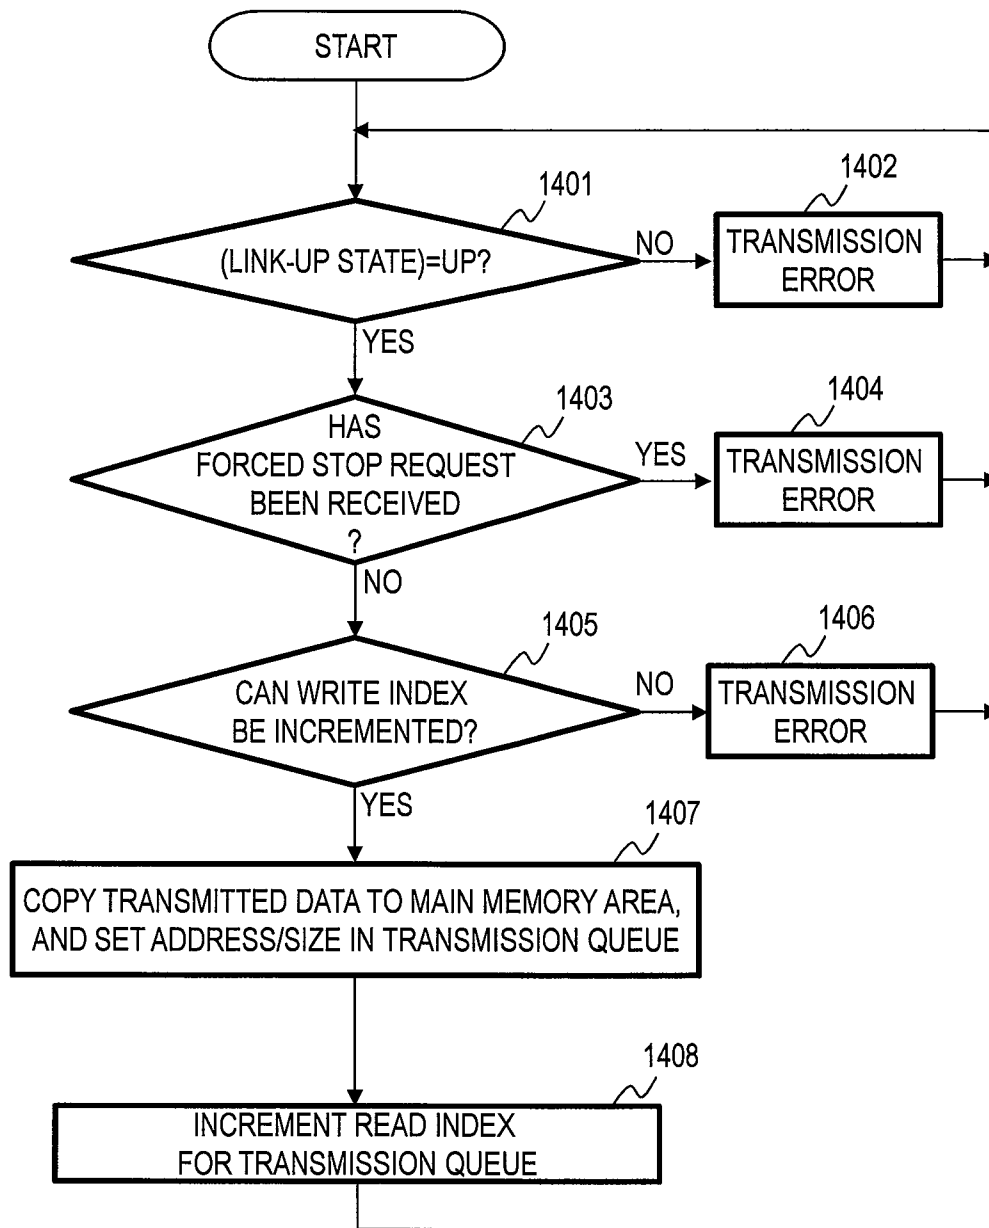 START
1401
(LINK-UP STATE)=UP?
NO
1402
TRANSMISSION
ERROR
YES
1403
HAS
FORCED STOP REQUEST
BEEN RECEIVED
?
YES
1404
TRANSMISSION
ERROR
NO
1405
CAN WRITE INDEX
BE INCREMENTED?
NO
1406
TRANSMISSION
ERROR
YES
1407
COPY TRANSMITTED DATA TO MAIN MEMORY AREA,
AND SET ADDRESS/SIZE IN TRANSMISSION QUEUE
1408
INCREMENT READ INDEX
FOR TRANSMISSION QUEUE